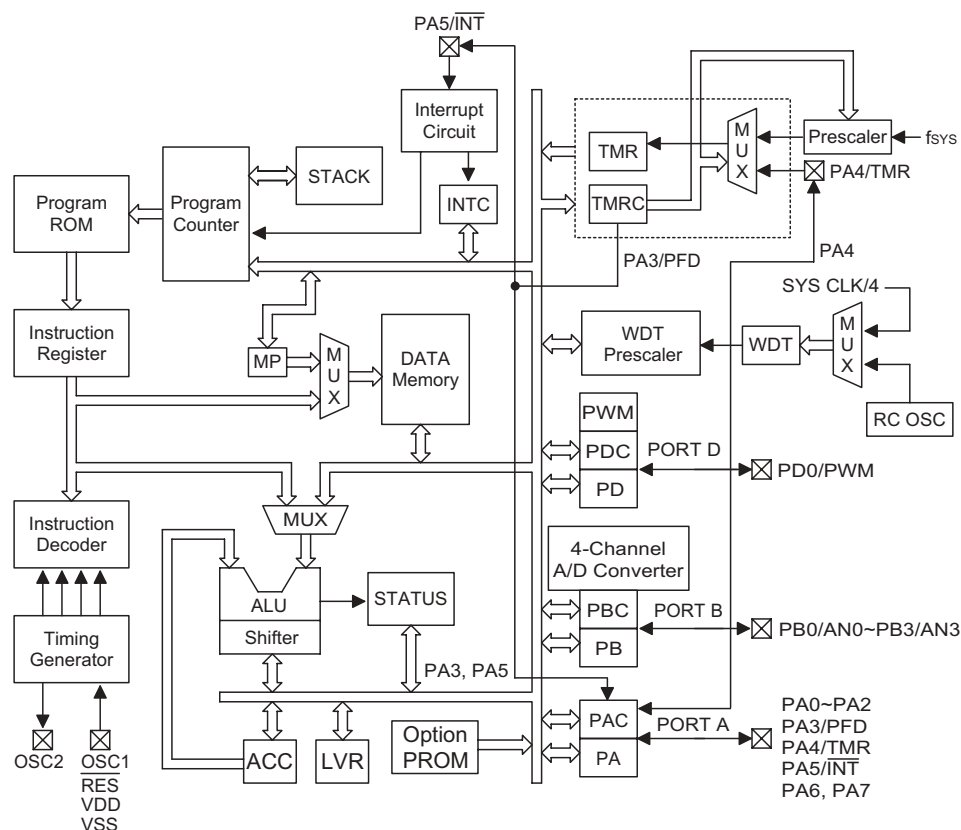 PA5/INT
Interrupt
Circuit
STACK
Program
Counter
INTC
Program
ROM
TMR
TMRC
M
U
X
Prescaler
fSYS
PA4/TMR
PA3/PFD
PA4
SYS CLK/4
Instruction
Register
MP
M
U
X
DATA
Memory
WDT
Prescaler
WDT
M
U
X
RC OSC
PWM
PDC
PD
PORT D
PD0/PWM
Instruction
Decoder
MUX
ALU
Shifter
STATUS
4-Channel
A/D Converter
PBC
PB
PORT B
PB0/AN0~PB3/AN3
Timing
Generator
PA3, PA5
OSC2
OSC1
RES
VDD
VSS
ACC
LVR
Option
PROM
PAC
PA
PORT A
PA0~PA2
PA3/PFD
PA4/TMR
PA5/INT
PA6, PA7